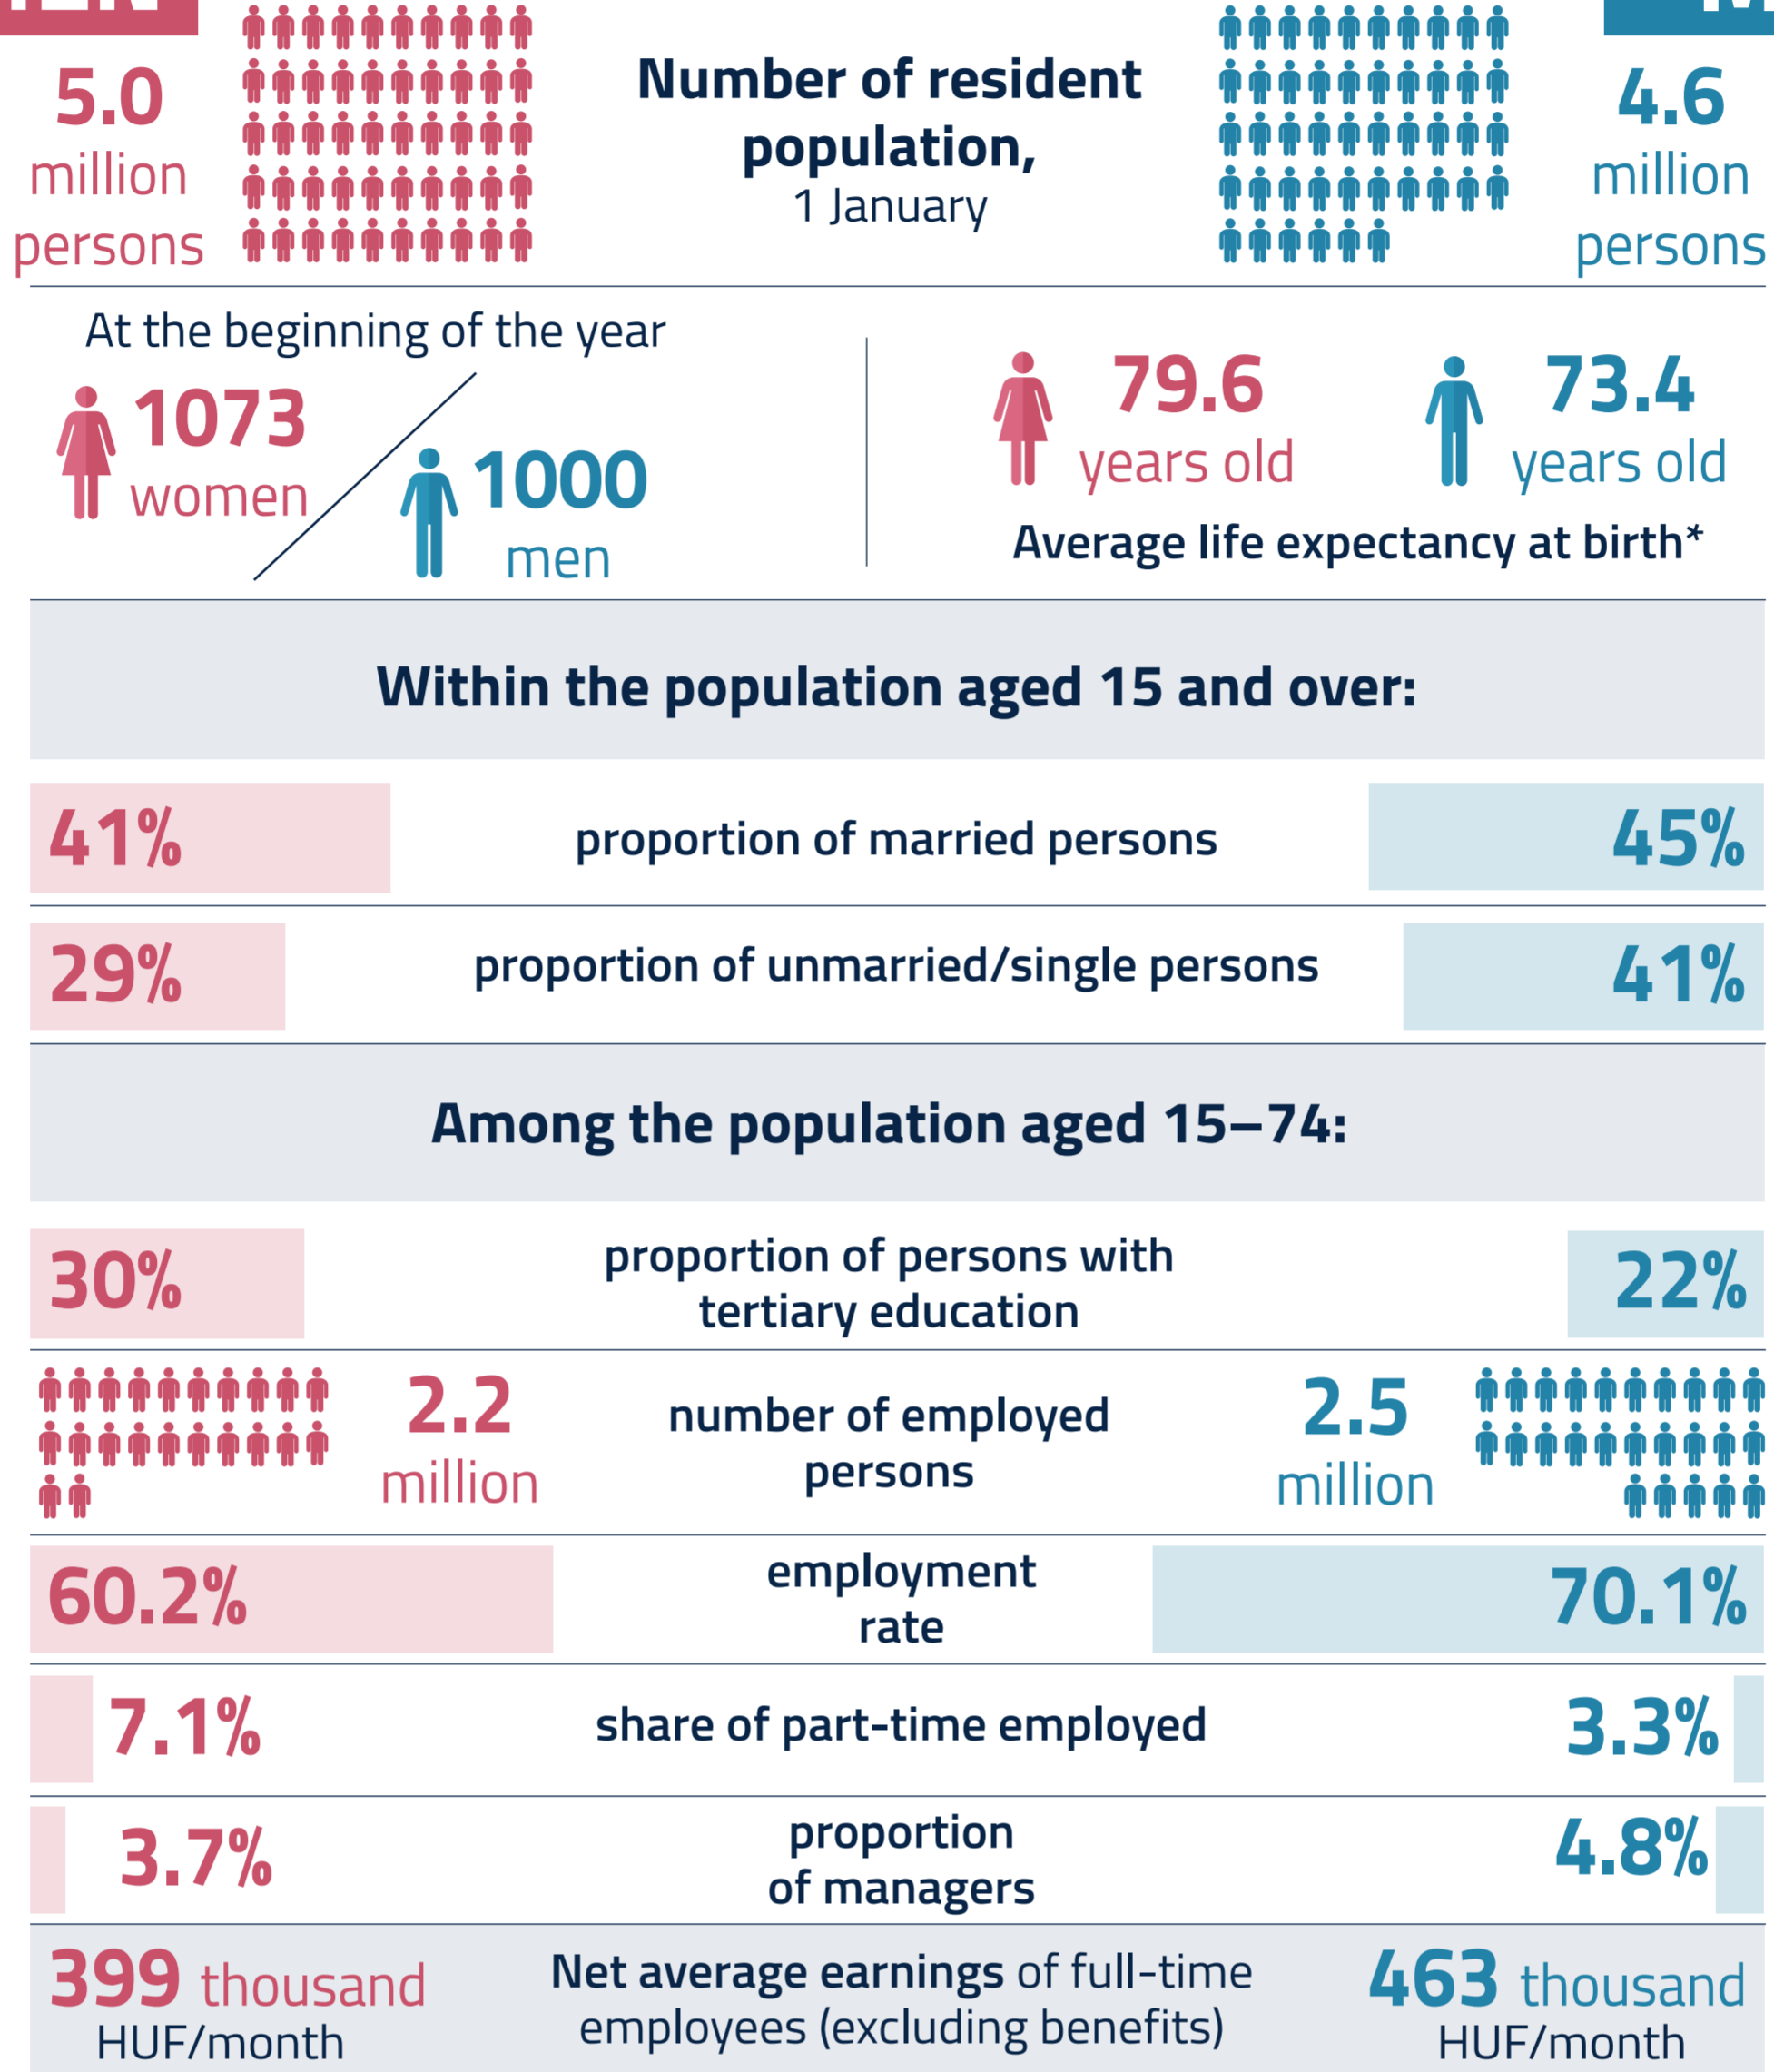 5.0
million
persons
Number of resident
population,
1 January
4.6
million
persons
At the beginning of the year
1073
women
1000
men
79.6
years old
73.4
years old
Average life expectancy at birth*
Within the population aged 15 and over:
41%
proportion of married persons
45%
29%
proportion of unmarried/single persons
41%
Among the population aged 15–74:
30%
proportion of persons with
tertiary education
22%
2.2
million
number of employed
persons
2.5
million
60.2%
employment
rate
70.1%
7.1%
share of part-time employed
3.3%
3.7%
proportion
of managers
4.8%
399 thousand
HUF/month
Net average earnings of full-time
employees (excluding benefits)
463 thousand
HUF/month